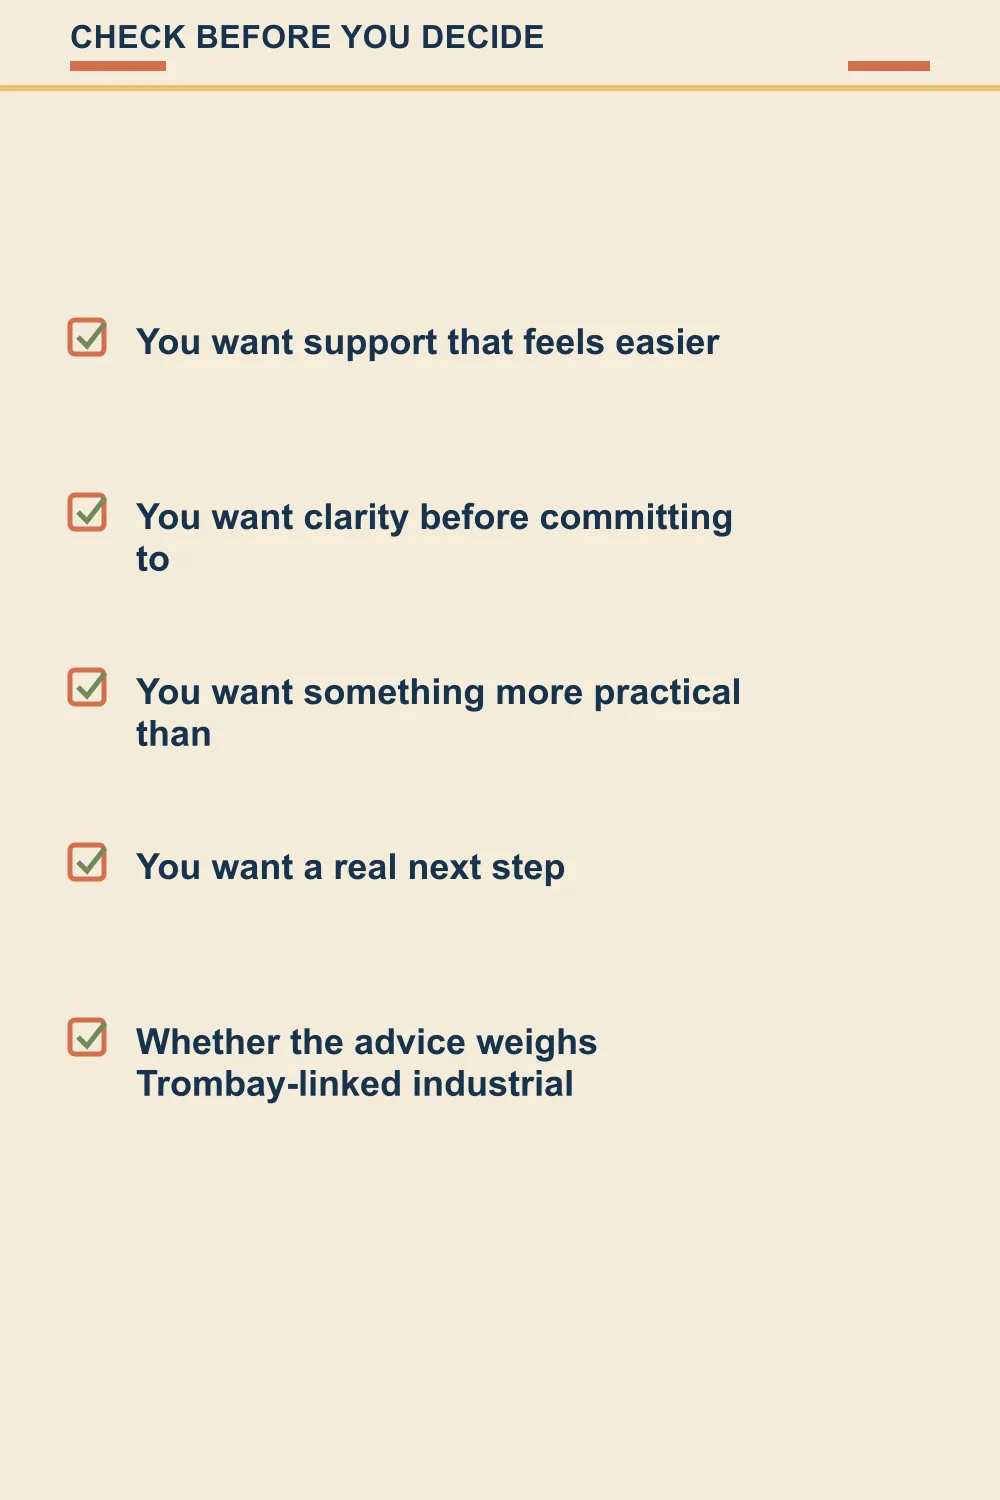 CHECK BEFORE YOU DECIDE
You want support that feels easier
You want clarity before committing
to
You want something more practical
than
You want a real next step
Whether the advice weighs
Trombay-linked industrial